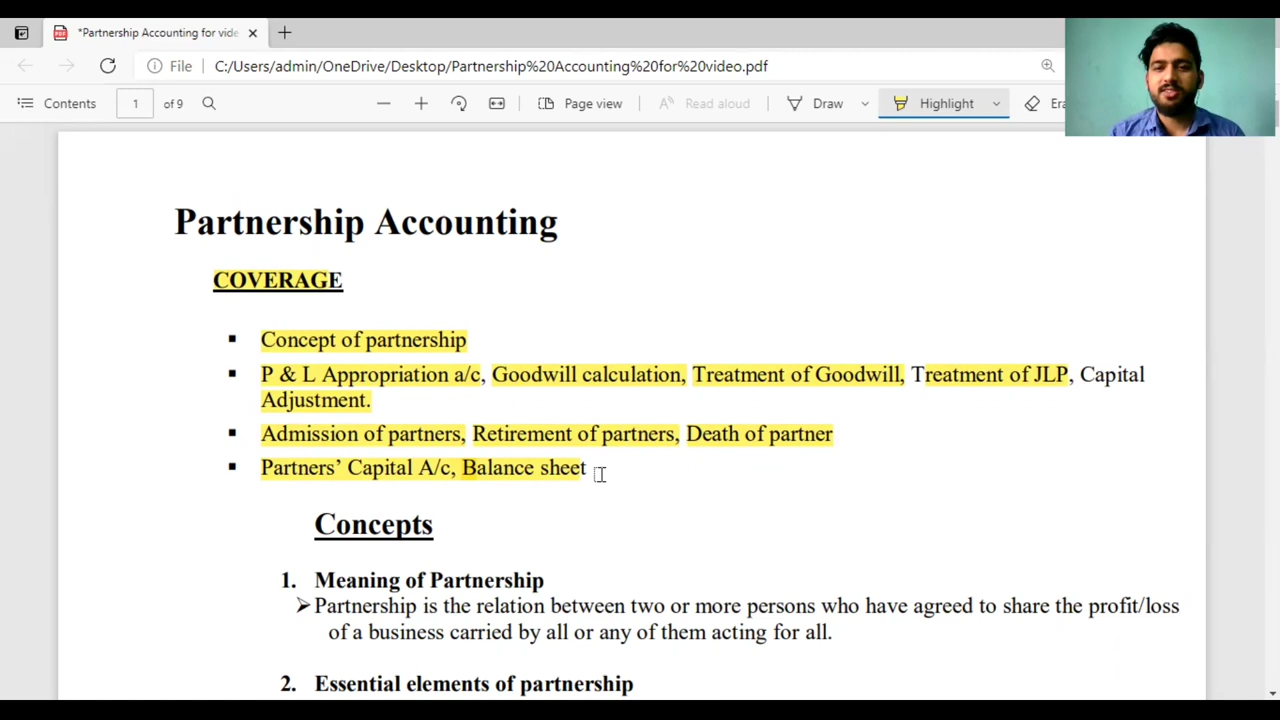 *Partnership Accounting for vide
File
C:/Users/admin/OneDrive/Desktop/Partnership%20Accounting%20for%20video.pdf
Contents
1
of 9
Page view
Read aloud
Draw
Highlight
Partnership Accounting
COVERAGE
▪ Concept of partnership
▪ P & L Appropriation a/c, Goodwill calculation, Treatment of Goodwill, Treatment of JLP, Capital
Adjustment.
▪ Admission of partners, Retirement of partners, Death of partner
▪ Partners’ Capital A/c, Balance sheet
Concepts
1. Meaning of Partnership
➢Partnership is the relation between two or more persons who have agreed to share the profit/loss
of a business carried by all or any of them acting for all.
2. Essential elements of partnership